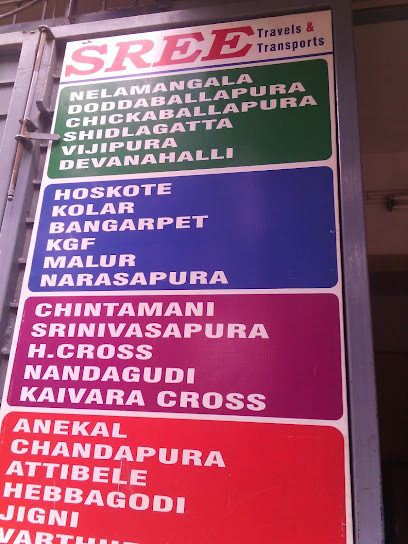 SREE Travels &
Transports
NELAMANGALA
DODDABALLAPURA
CHICKABALLAPURA
SHIDLAGATTA
VIJIPURA
DEVANAHALLI
HOSKOTE
KOLAR
BANGARPET
KGF
MALUR
NARASAPURA
CHINTAMANI
SRINIVASAPURA
H.CROSS
NANDAGUDI
KAIVARA CROSS
ANEKAL
CHANDAPURA
ATTIBELE
HEBBAGODI
JIGNI